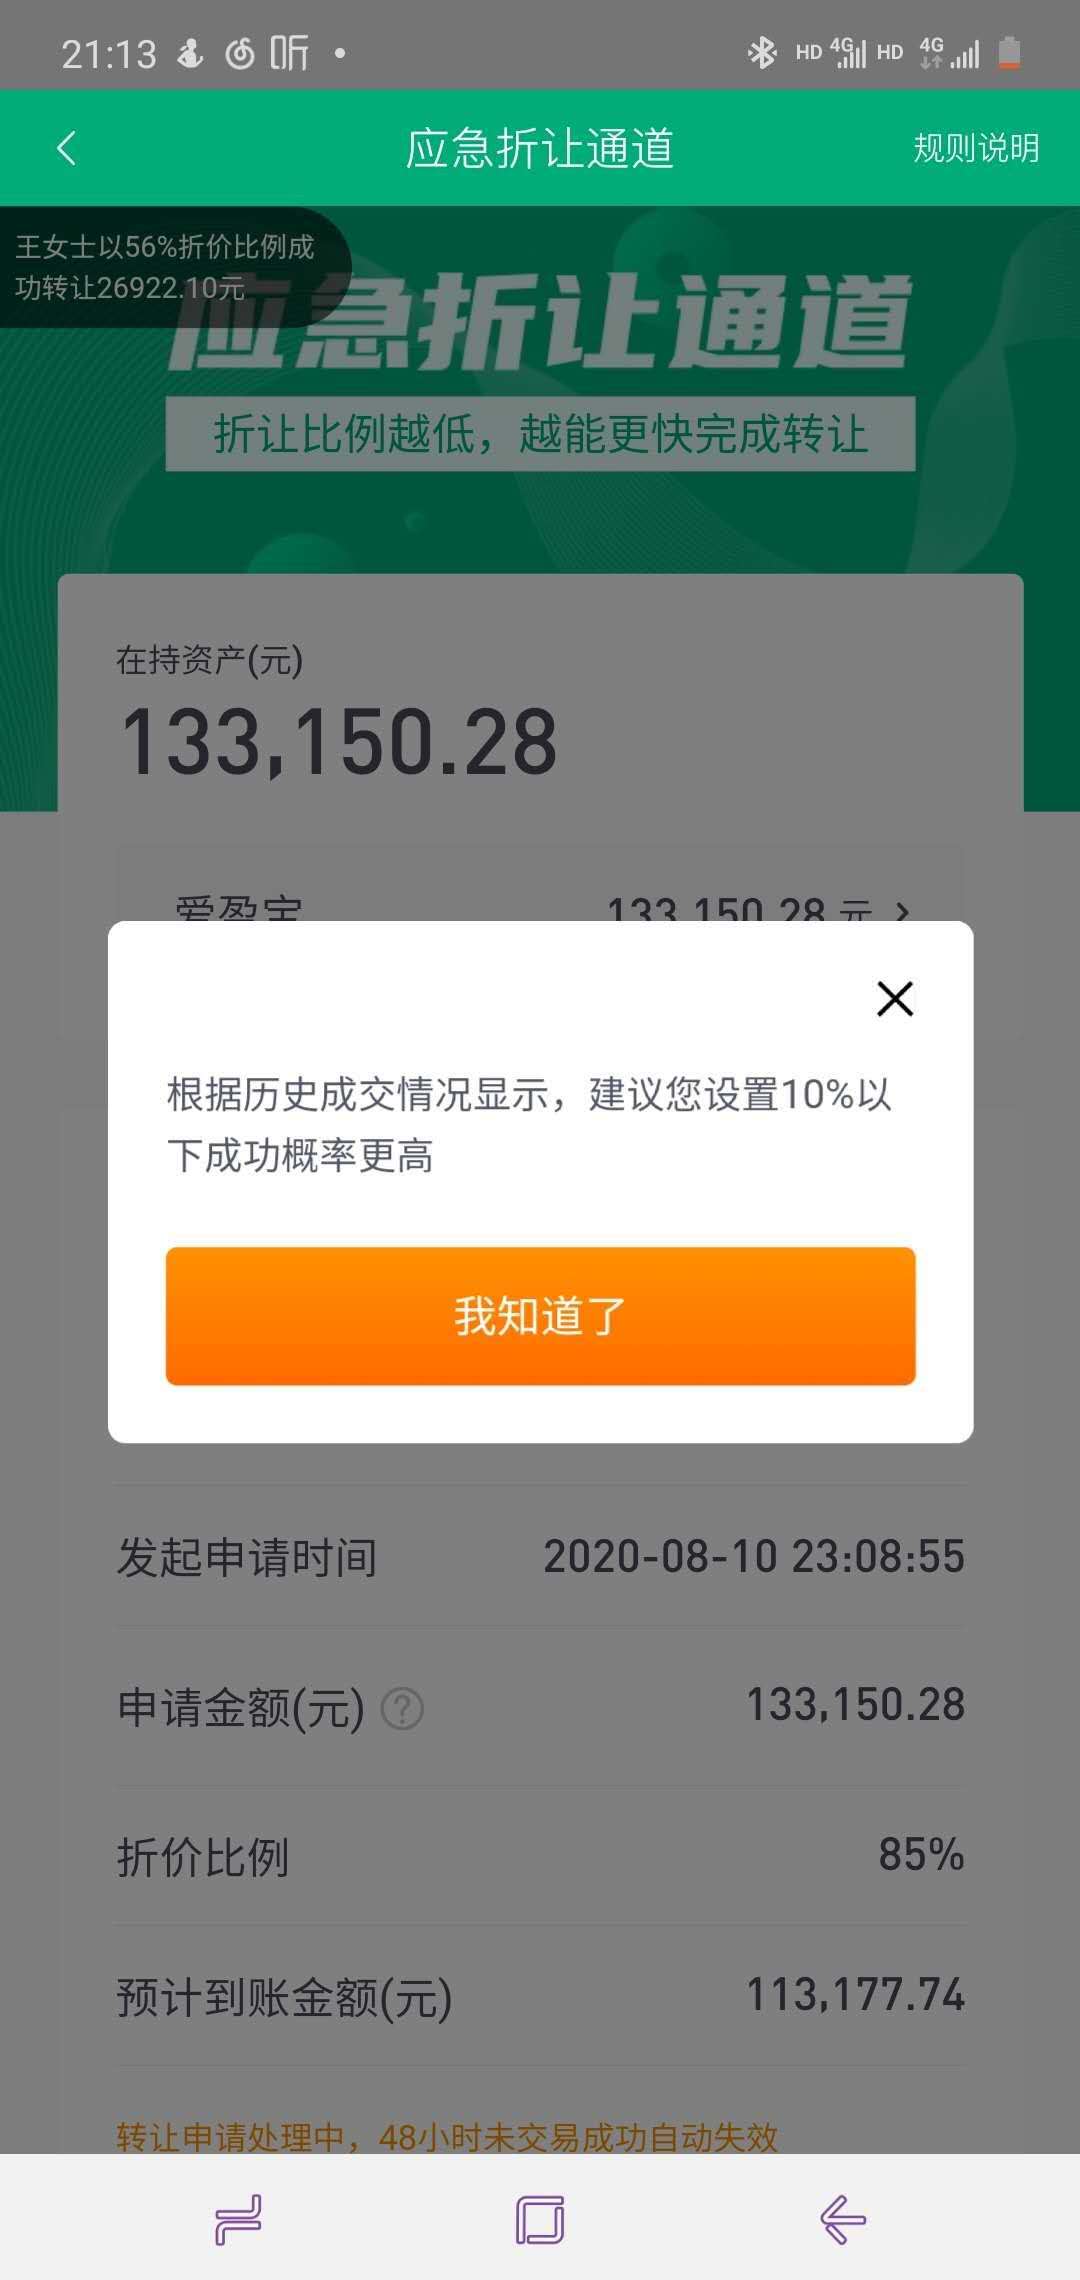 21:13 听 HD 4G HD 4G
应急折让通道 规则说明
王女士以56%折价比例成
功转让26922.10元
应急折让通道
折让比例越低，越能更快完成转让
在持资产(元)
133,150.28
爱盈宝 133,150.28 元
根据历史成交情况显示，建议您设置10%以
下成功概率更高
我知道了
发起申请时间 2020-08-10 23:08:55
申请金额(元) ? 133,150.28
折价比例 85%
预计到账金额(元) 113,177.74
转让申请处理中，48小时未交易成功自动失效